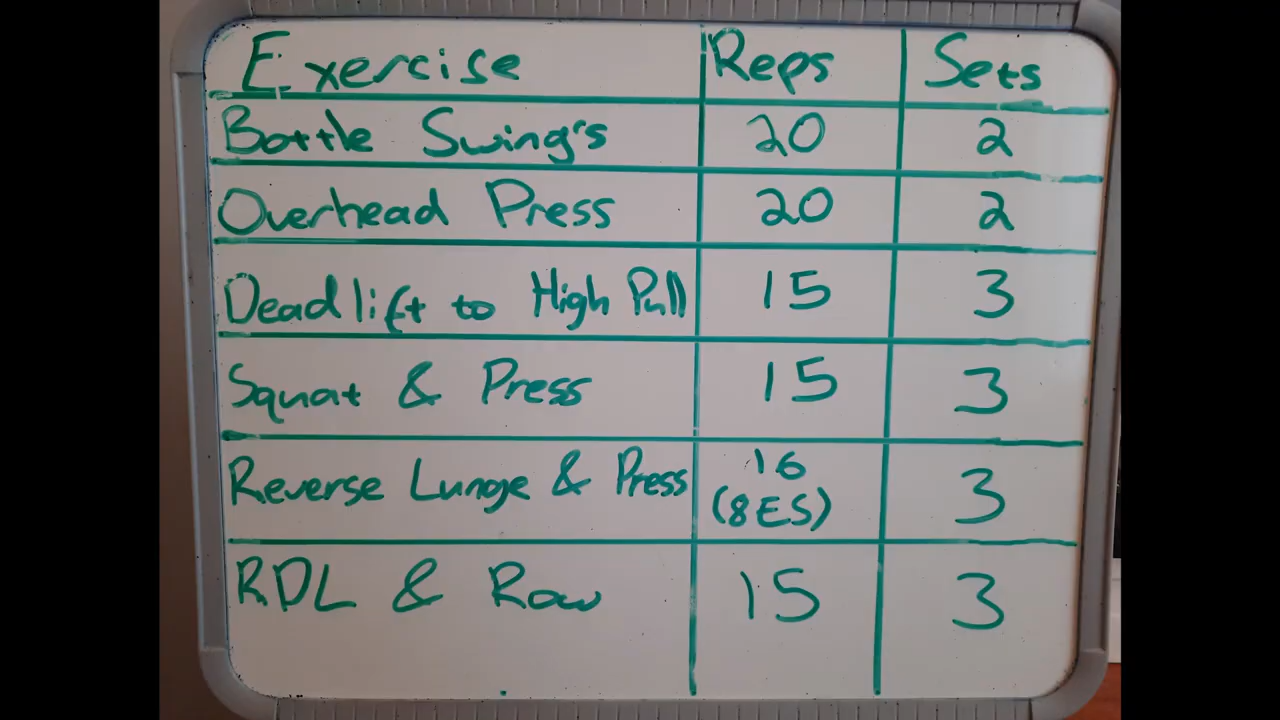 Exercise Reps Sets
Bottle Swing's 20 2
Overhead Press 20 2
Deadlift to High Pull 15 3
Squat & Press 15 3
Reverse Lunge & Press 16 (8ES) 3
RDL & Row 15 3